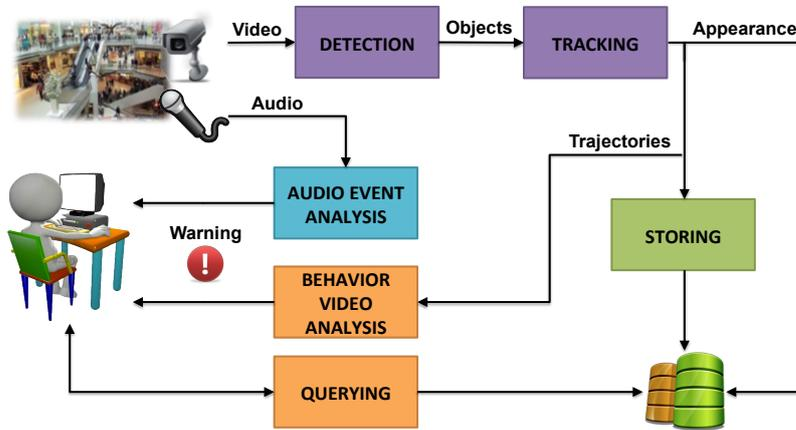 Video
DETECTION
Objects
TRACKING
Appearance
Audio
Trajectories
AUDIO EVENT
ANALYSIS
STORING
Warning
!
BEHAVIOR
VIDEO
ANALYSIS
QUERYING